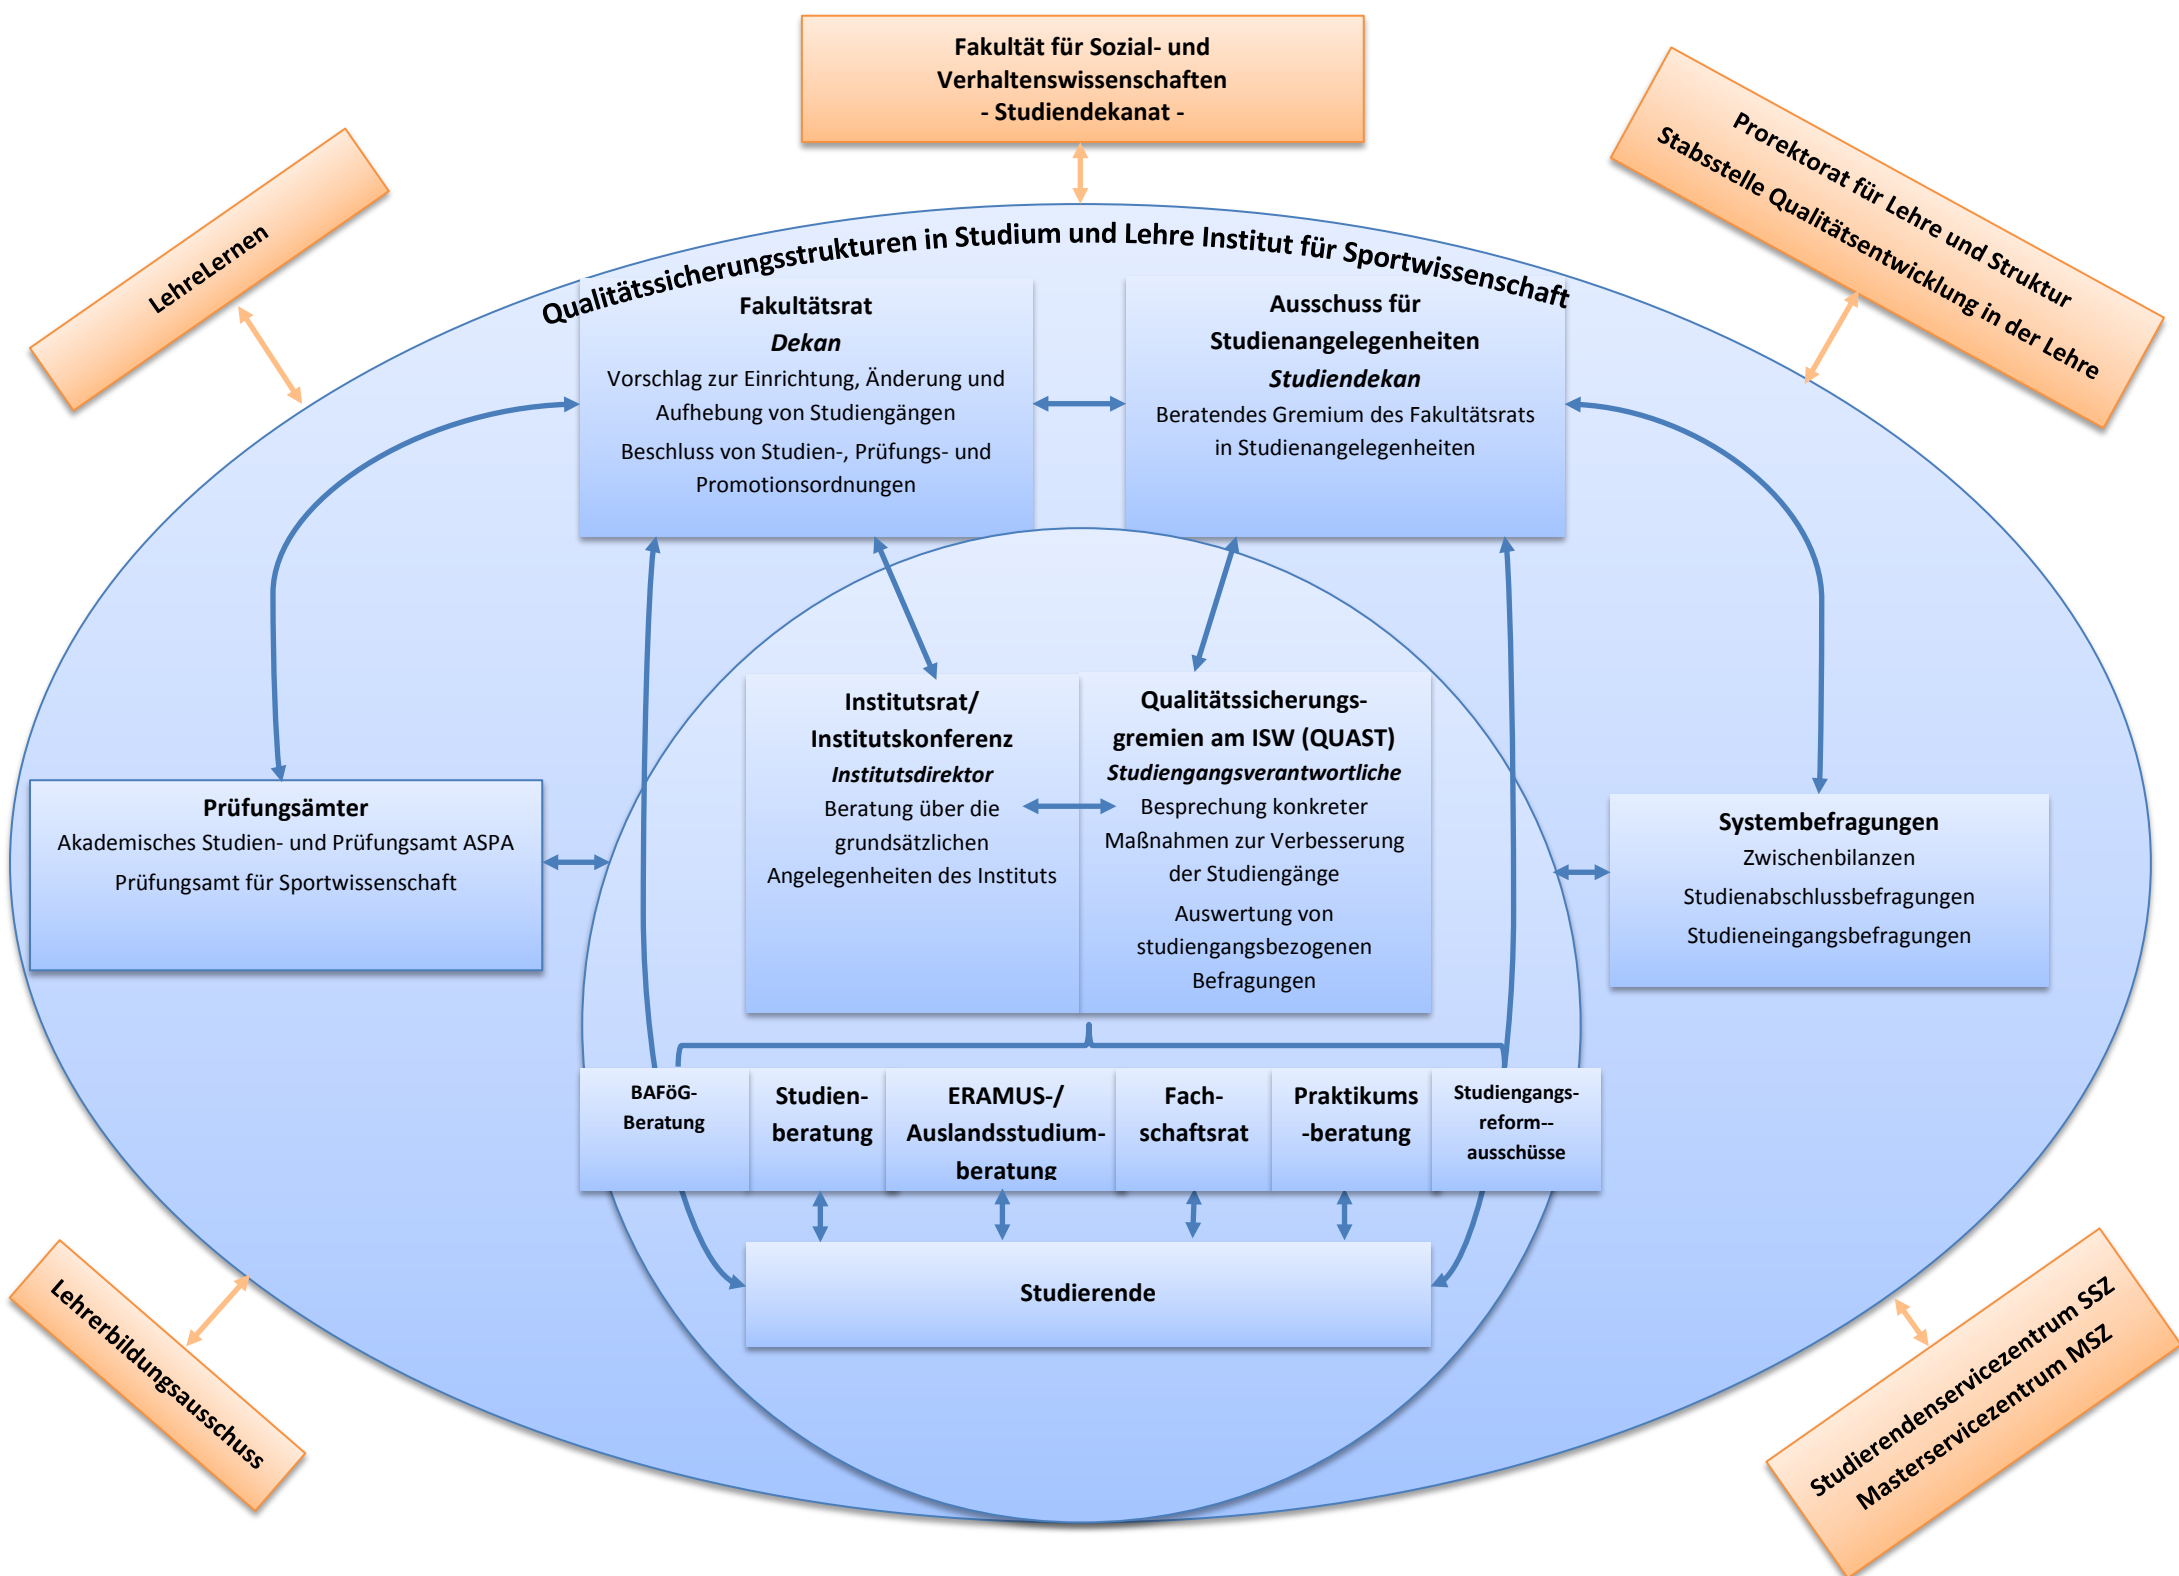 Fakultät für Sozial- und
Verhaltenswissenschaften
- Studiendekanat -
LehreLernen
Prorektorat für Lehre und Struktur
Stabsstelle Qualitätsentwicklung in der Lehre
Qualitätssicherungsstrukturen in Studium und Lehre Institut für Sportwissenschaft
Fakultätsrat
Dekan
Vorschlag zur Einrichtung, Änderung und
Aufhebung von Studiengängen
Beschluss von Studien-, Prüfungs- und
Promotionsordnungen
Ausschuss für
Studienangelegenheiten
Studiendekan
Beratendes Gremium des Fakultätsrats
in Studienangelegenheiten
Institutsrat/
Institutskonferenz
Institutsdirektor
Beratung über die
grundsätzlichen
Angelegenheiten des Instituts
Qualitätssicherungs-
gremien am ISW (QUAST)
Studiengangsverantwortliche
Besprechung konkreter
Maßnahmen zur Verbesserung
der Studiengänge
Auswertung von
studiengangsbezogenen
Befragungen
Prüfungsämter
Akademisches Studien- und Prüfungsamt ASPA
Prüfungsamt für Sportwissenschaft
Systembefragungen
Zwischenbilanzen
Studienabschlussbefragungen
Studieneingangsbefragungen
BAFöG-
Beratung
Studien-
beratung
ERAMUS-/
Auslandsstudium-
beratung
Fach-
schaftsrat
Praktikums
-beratung
Studiengangs-
reform--
ausschüsse
Studierende
Lehrerbildungsausschuss
Studierendenservicezentrum SSZ
Masterservicezentrum MSZ